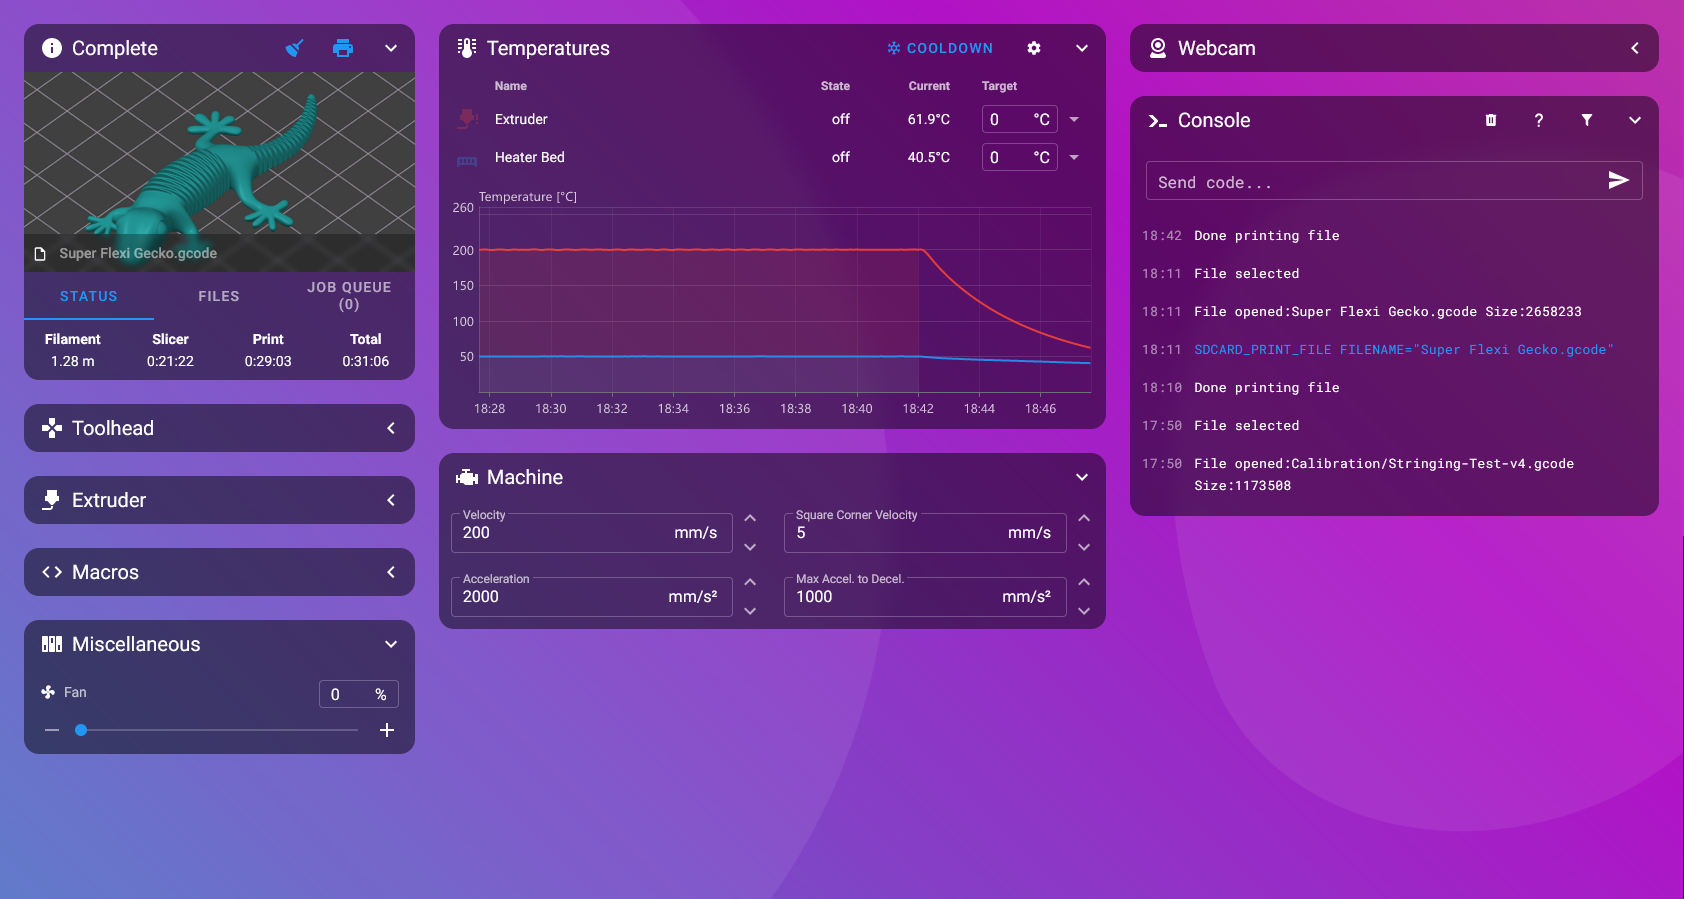 Complete
Super Flexi Gecko.gcode
STATUS
FILES
JOB QUEUE
(0)
Filament
Slicer
Print
Total
1.28 m
0:21:22
0:29:03
0:31:06
Toolhead
Extruder
Macros
Miscellaneous
Fan
0 %
Temperatures
COOLDOWN
Name State Current Target
Extruder off 61.9°C 0 °C
Heater Bed off 40.5°C 0 °C
Temperature [°C]
260
200
150
100
50
18:28 18:30 18:32 18:34 18:36 18:38 18:40 18:42 18:44 18:46
Machine
Velocity
200 mm/s
Square Corner Velocity
5 mm/s
Acceleration
2000 mm/s²
Max Accel. to Decel.
1000 mm/s²
Webcam
Console
Send code...
18:42 Done printing file
18:11 File selected
18:11 File opened:Super Flexi Gecko.gcode Size:2658233
18:11 SDCARD_PRINT_FILE FILENAME="Super Flexi Gecko.gcode"
18:10 Done printing file
17:50 File selected
17:50 File opened:Calibration/Stringing-Test-v4.gcode
Size:1173508